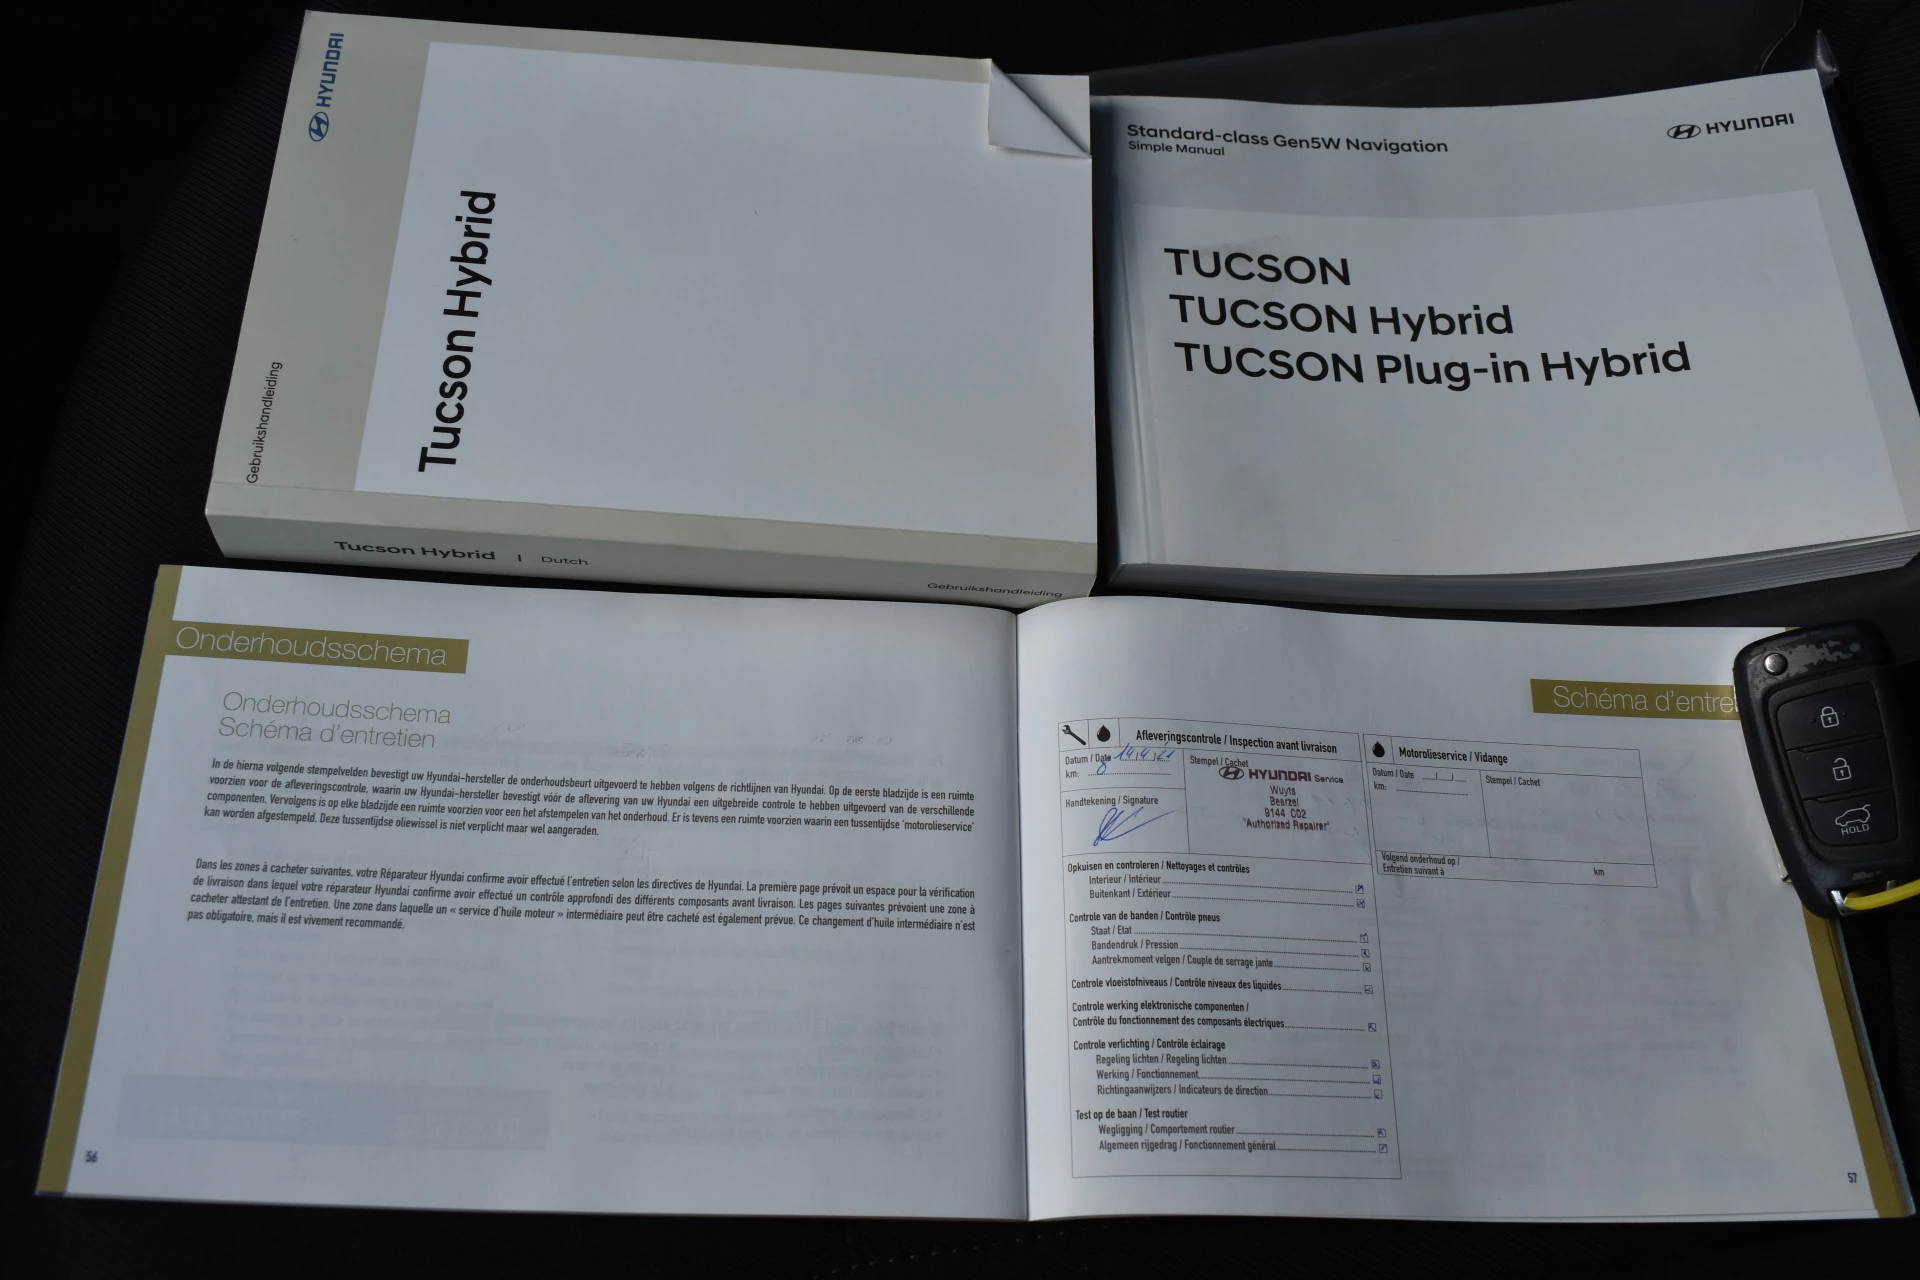 HYUNDAI
Tucson Hybrid
Gebruikshandleiding
Tucson Hybrid | Dutch
Gebruikshandleiding
Standard-class Gen5W Navigation
Simple Manual
HYUNDAI
TUCSON
TUCSON Hybrid
TUCSON Plug-in Hybrid
Onderhoudsschema
Onderhoudsschema
Schéma d'entretien
In de hierna volgende stempelvelden bevestigt uw Hyundai-hersteller de onderhoudsbeurt uitgevoerd te hebben volgens de richtlijnen van Hyundai. Op de eerste bladzijde is een ruimte
voorzien voor de afleveringscontrole, waarin uw Hyundai-hersteller bevestigt vóór de aflevering van uw Hyundai een uitgebreide controle te hebben uitgevoerd van de verschillende
componenten. Vervolgens is op elke bladzijde een ruimte voorzien voor een het afstempelen van het onderhoud. Er is tevens een ruimte voorzien waarin een tussentijdse 'motorolieservice'
kan worden afgestempeld. Deze tussentijdse oliewissel is niet verplicht maar wel aangeraden.
Dans les zones à cacheter suivantes, votre Réparateur Hyundai confirme avoir effectué l'entretien selon les directives de Hyundai. La première page prévoit un espace pour la vérification
de livraison dans lequel votre réparateur Hyundai confirme avoir effectué un contrôle approfondi des différents composants avant livraison. Les pages suivantes prévoient une zone à
cacheter attestant de l'entretien. Une zone dans laquelle un « service d'huile moteur » intermédiaire peut être cacheté est également prévue. Ce changement d'huile intermédiaire n'est
pas obligatoire, mais il est vivement recommandé.
56
Schéma d'entre
Afleveringscontrole / Inspection avant livraison
Datum / Date 14,4,21
km: 8
Stempel / Cachet
HYUNDAI Service
Wuyts
Beerzel
9144 C02
"Authorized Repairer"
Handtekening / Signature
Motorolieservice / Vidange
Datum / Date
km:
Stempel / Cachet
Volgend onderhoud op /
Entretien suivant à km
Opkuisen en controleren / Nettoyages et contrôles
Interieur / Intérieur
Buitenkant / Extérieur
Controle van de banden / Contrôle pneus
Staat / Etat
Bandendruk / Pression
Aantrekmoment velgen / Couple de serrage jante
Controle vloeistofniveaus / Contrôle niveaux des liquides
Controle werking elektronische componenten /
Contrôle du fonctionnement des composants électriques
Controle verlichting / Contrôle éclairage
Regeling lichten / Regeling lichten
Werking / Fonctionnement
Richtingaanwijzers / Indicateurs de direction
Test op de baan / Test routier
Wegligging / Comportement routier
Algemeen rijgedrag / Fonctionnement général
57
HOLD